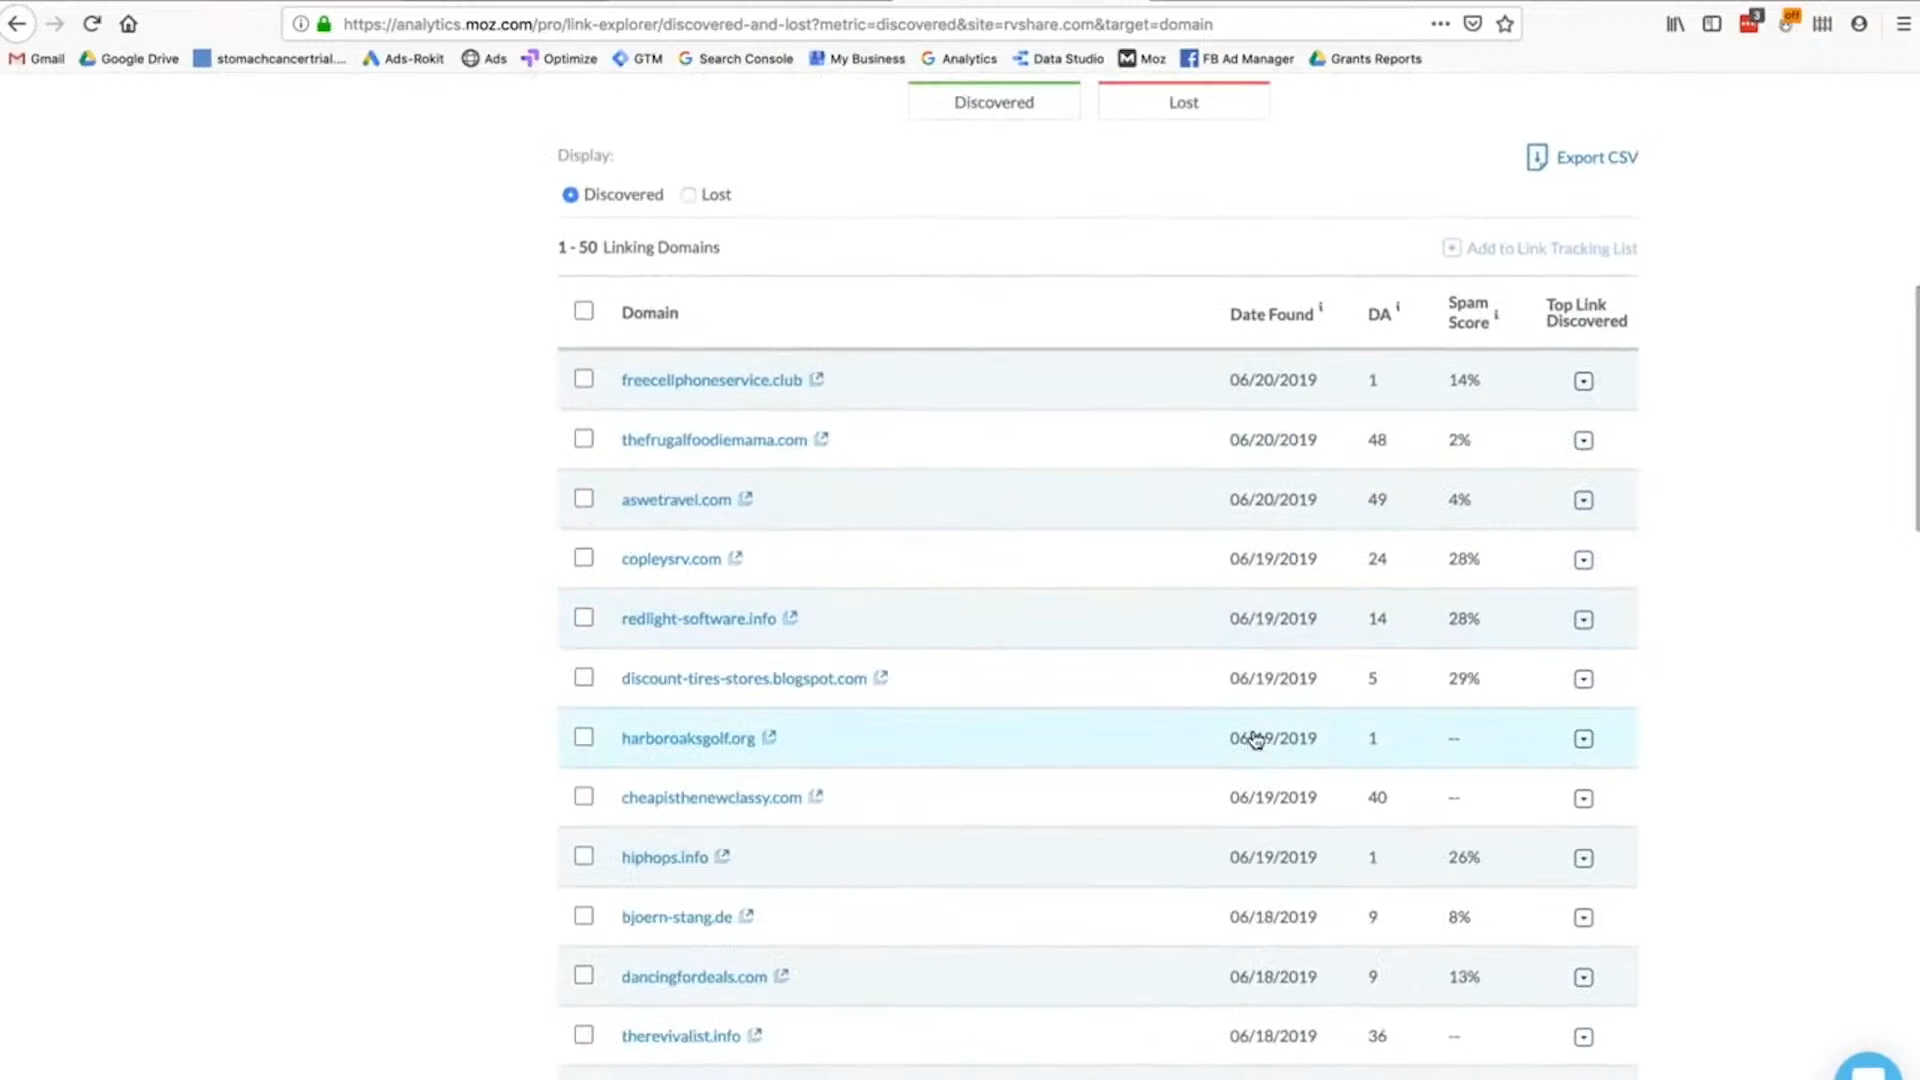 https://analytics.moz.com/pro/link-explorer/discovered-and-lost?metric=discovered&site=rvshare.com&target=domain
3
off
Gmail Google Drive stomachcancertrial.... Ads-Rokit Ads Optimize GTM Search Console My Business Analytics Data Studio Moz FB Ad Manager Grants Reports
Discovered Lost
Display:
Export CSV
Discovered Lost
1 - 50 Linking Domains
Add to Link Tracking List
Domain Date Found i DA i Spam Score i Top Link Discovered
freecellphoneservice.club 06/20/2019 1 14%
thefrugalfoodiemama.com 06/20/2019 48 2%
aswetravel.com 06/20/2019 49 4%
copleysrv.com 06/19/2019 24 28%
redlight-software.info 06/19/2019 14 28%
discount-tires-stores.blogspot.com 06/19/2019 5 29%
harboroaksgolf.org 06/19/2019 1 --
cheapisthenewclassy.com 06/19/2019 40 --
hiphops.info 06/19/2019 1 26%
bjoern-stang.de 06/18/2019 9 8%
dancingfordeals.com 06/18/2019 9 13%
therevivalist.info 06/18/2019 36 --